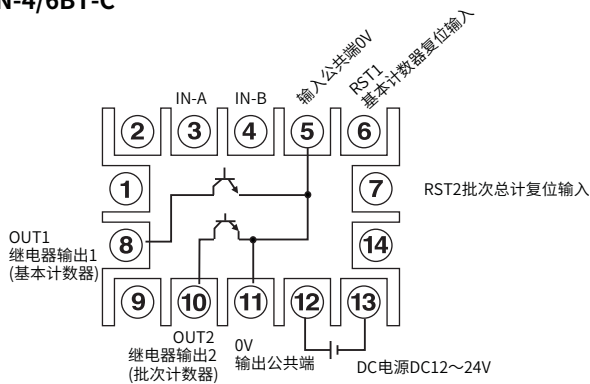 N-4/6BT-C
IN-A
IN-B
输入公共端0V
RST1
基本计数器复位输入
2
3
4
5
6
1
7
RST2批次总计复位输入
OUT1
继电器输出1
(基本计数器)
8
14
9
10
11
12
13
OUT2
继电器输出2
(批次计数器)
0V
输出公共端
DC电源DC12～24V